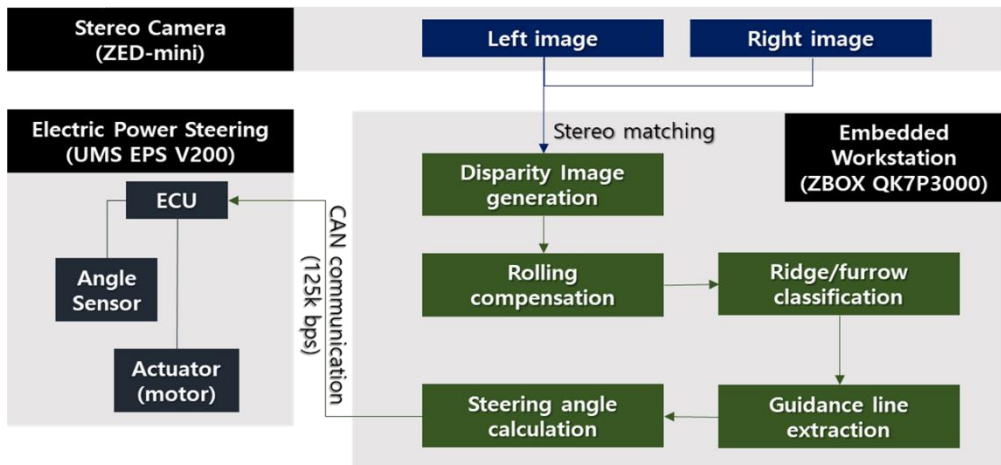 Stereo Camera
(ZED-mini)
Left image
Right image
Electric Power Steering
(UMS EPS V200)
ECU
Angle
Sensor
Actuator
(motor)
CAN communication
(125k bps)
Stereo matching
Embedded
Workstation
(ZBOX QK7P3000)
Disparity Image
generation
Rolling
compensation
Ridge/furrow
classification
Steering angle
calculation
Guidance line
extraction